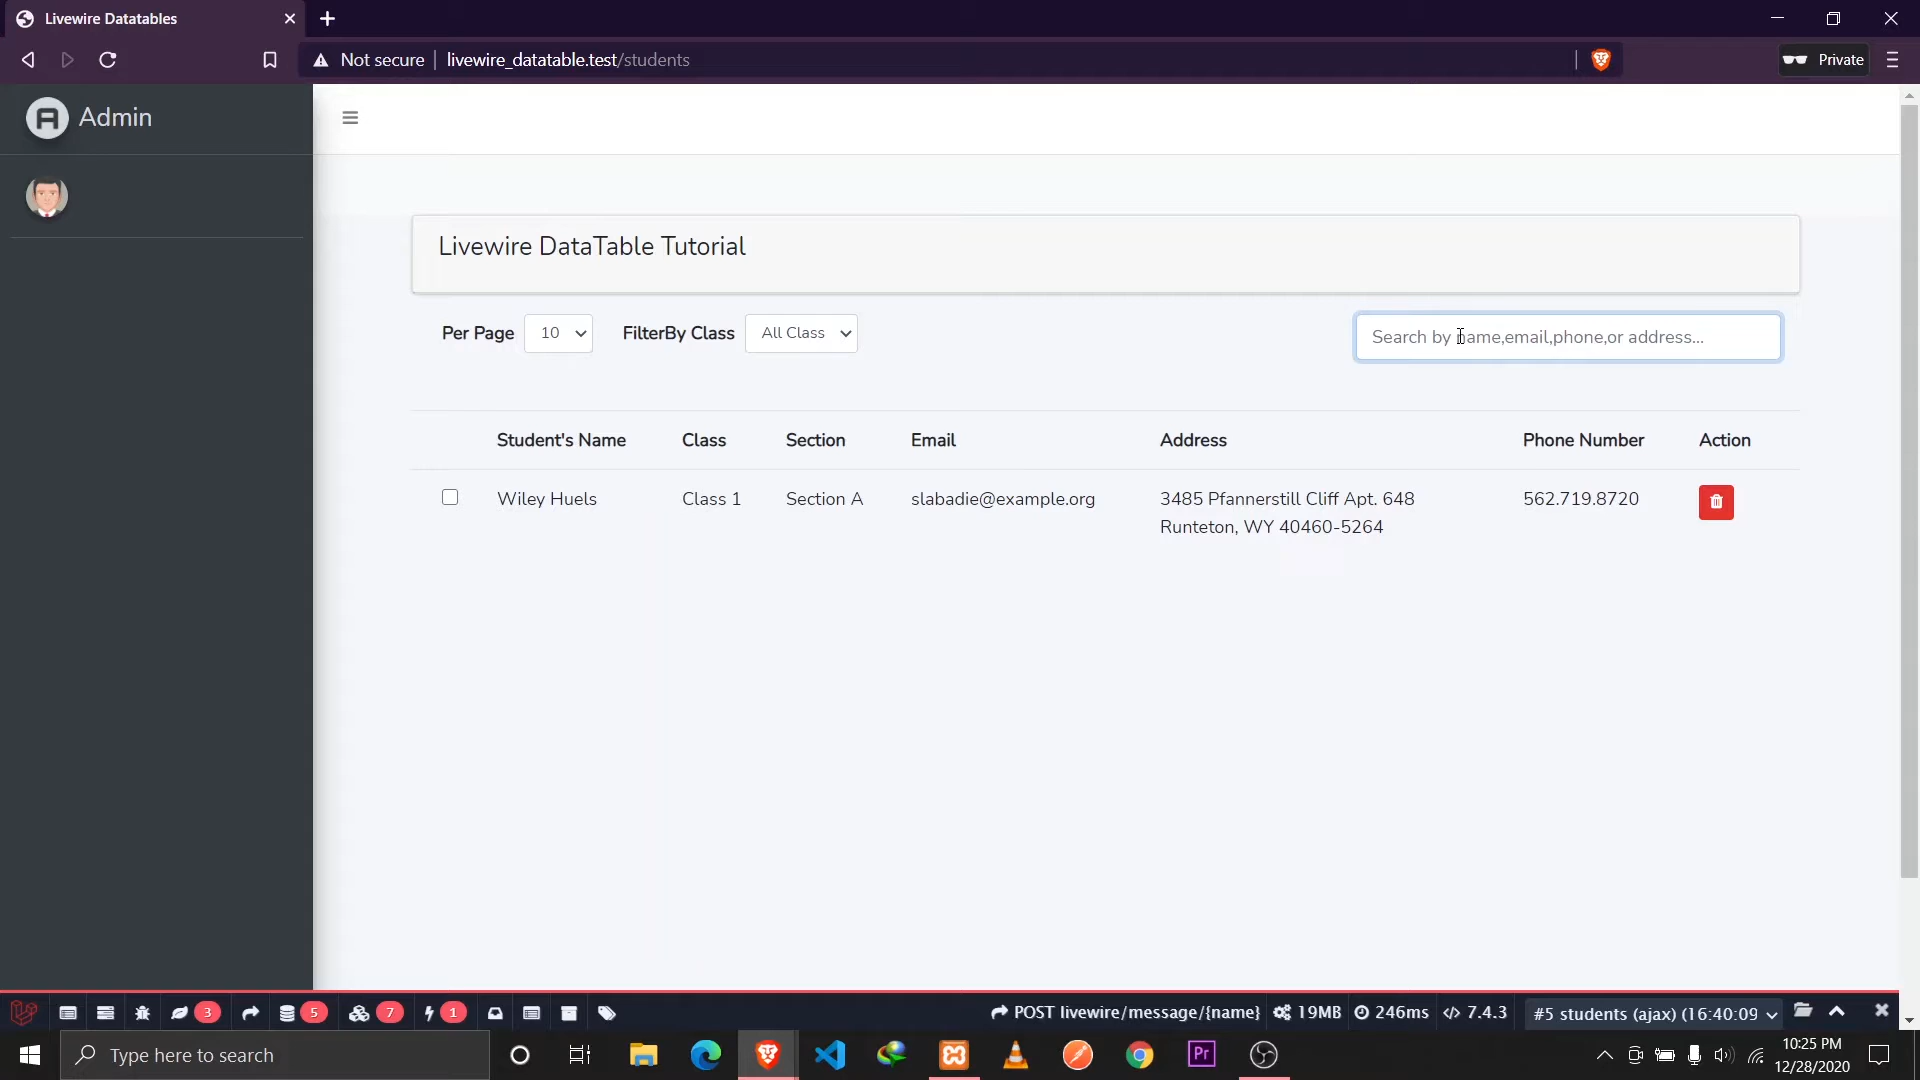 Livewire Datatables
Not secure livewire_datatable.test/students
Private
Admin
Livewire DataTable Tutorial
Per Page 10 FilterBy Class All Class Search by name,email,phone,or address...
Student's Name Class Section Email Address Phone Number Action
Wiley Huels Class 1 Section A slabadie@example.org 3485 Pfannerstill Cliff Apt. 648 562.719.8720
Runteton, WY 40460-5264
3 5 7 1 POST livewire/message/{name} 19MB 246ms 7.4.3 #5 students (ajax) (16:40:09
Type here to search
Pr
10:25 PM
12/28/2020